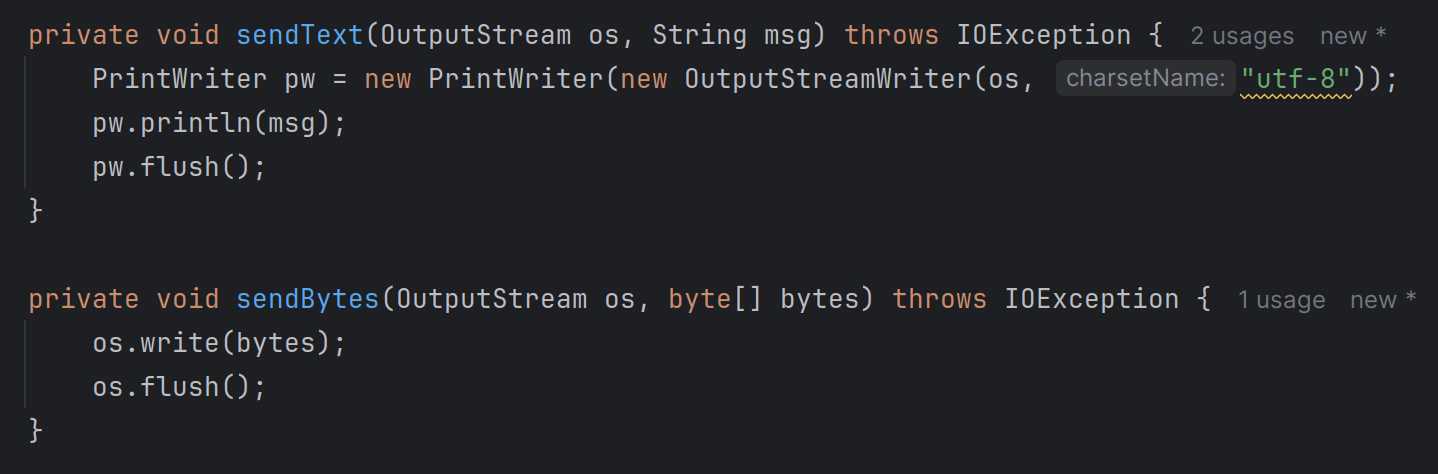 private void sendText(OutputStream os, String msg) throws IOException { 2 usages new *
    PrintWriter pw = new PrintWriter(new OutputStreamWriter(os, charsetName: "utf-8"));
    pw.println(msg);
    pw.flush();
}
private void sendBytes(OutputStream os, byte[] bytes) throws IOException { 1 usage new *
    os.write(bytes);
    os.flush();
}